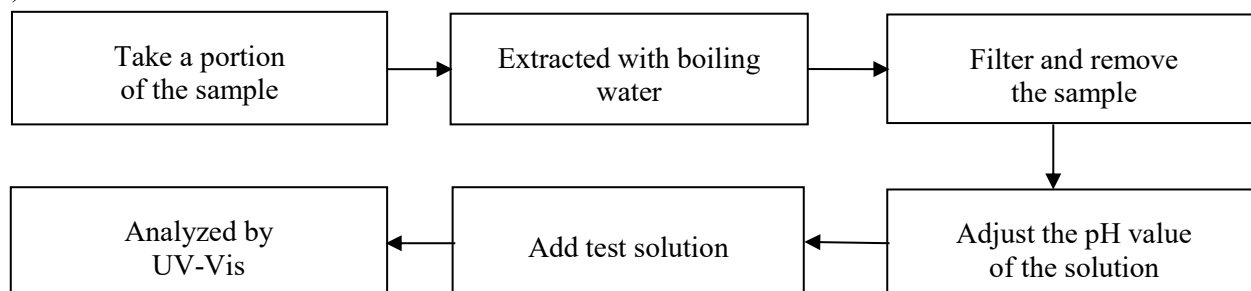 Take a portion
of the sample
Extracted with boiling
water
Filter and remove
the sample
Adjust the pH value
of the solution
Add test solution
Analyzed by
UV-Vis